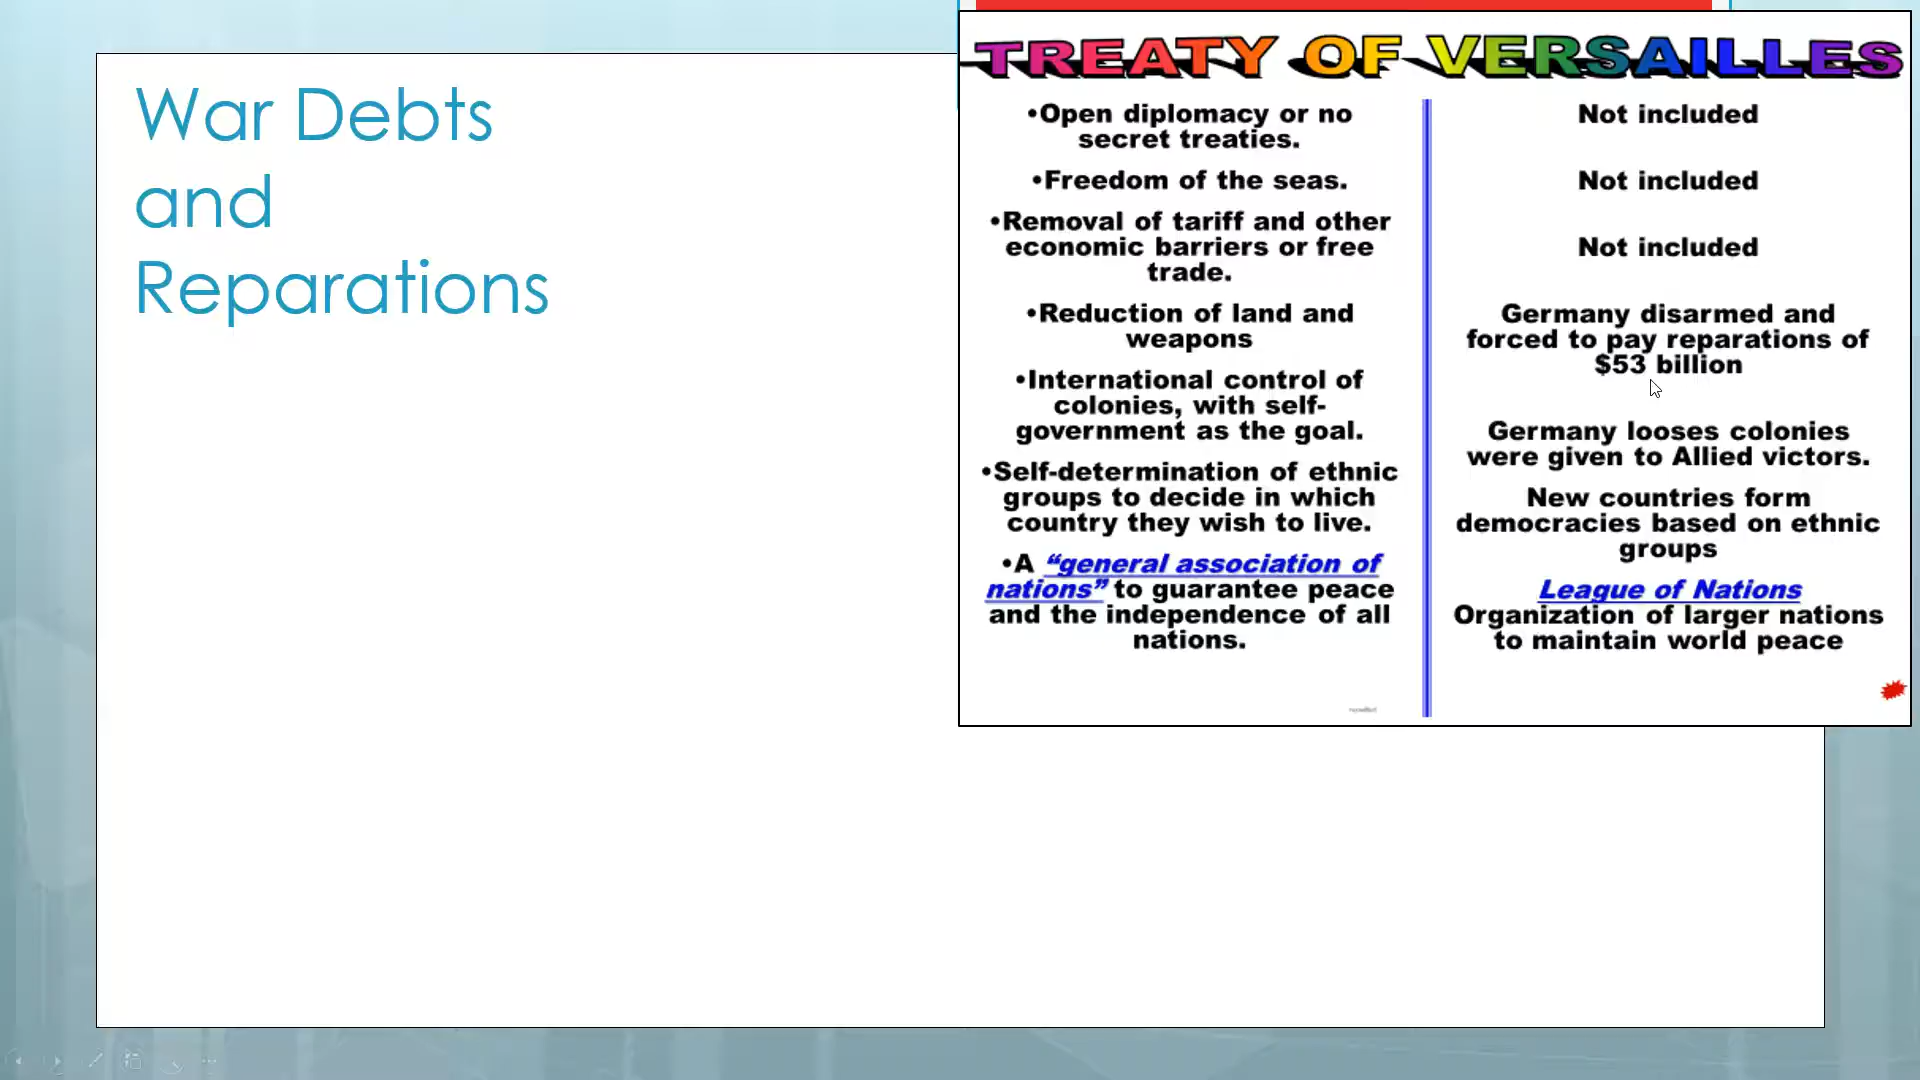 War Debts
and
Reparations
TREATY OF VERSAILLES
•Open diplomacy or no
secret treaties.
•Freedom of the seas.
•Removal of tariff and other
economic barriers or free
trade.
•Reduction of land and
weapons
•International control of
colonies, with self-
government as the goal.
•Self-determination of ethnic
groups to decide in which
country they wish to live.
•A “general association of
nations” to guarantee peace
and the independence of all
nations.
Not included
Not included
Not included
Germany disarmed and
forced to pay reparations of
$53 billion
Germany looses colonies
were given to Allied victors.
New countries form
democracies based on ethnic
groups
League of Nations
Organization of larger nations
to maintain world peace